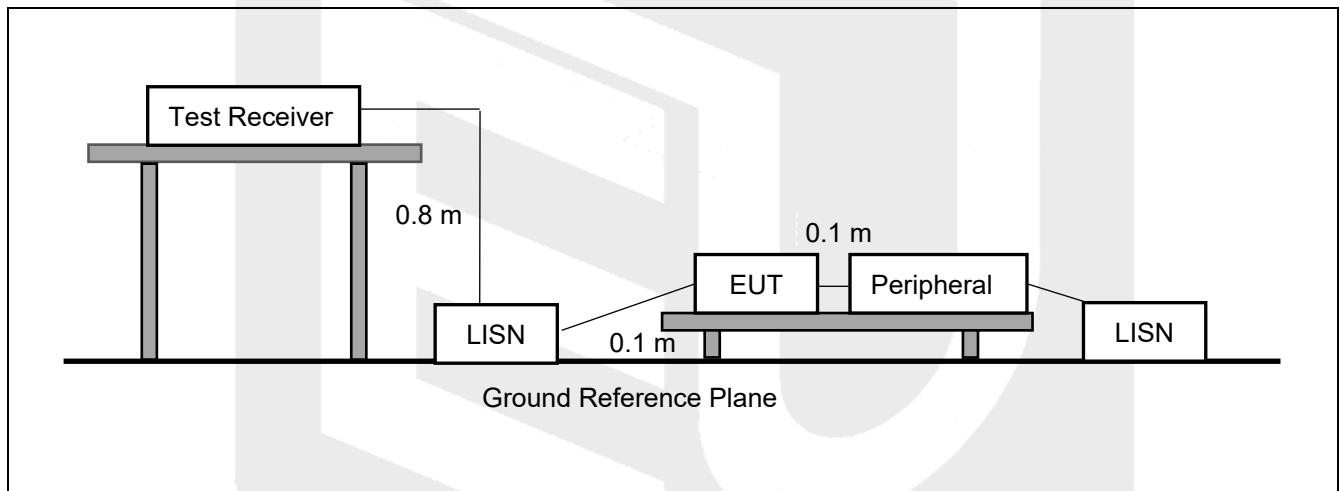 Test Receiver
0.8 m
0.1 m
EUT
Peripheral
LISN
0.1 m
LISN
Ground Reference Plane